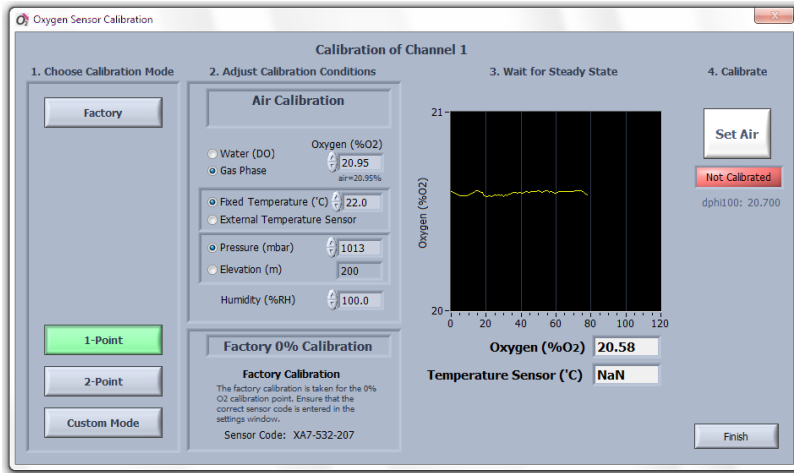 Oxygen Sensor Calibration
Calibration of Channel 1
1. Choose Calibration Mode
Factory
1-Point
2-Point
Custom Mode
2. Adjust Calibration Conditions
Air Calibration
Water (DO)
Gas Phase
Oxygen (%O2)
20.95
air=20.95%
Fixed Temperature (˚C) 22.0
External Temperature Sensor
Pressure (mbar) 1013
Elevation (m) 200
Humidity (%RH) 100.0
Factory 0% Calibration
Factory Calibration
The factory calibration is taken for the 0%
O2 calibration point. Ensure that the
correct sensor code is entered in the
settings window.
Sensor Code: XA7-532-207
3. Wait for Steady State
21
Oxygen (%O2)
20
0 20 40 60 80 100 120
Oxygen (%O2) 20.58
Temperature Sensor (˚C) NaN
4. Calibrate
Set Air
Not Calibrated
dphi100: 20.700
Finish